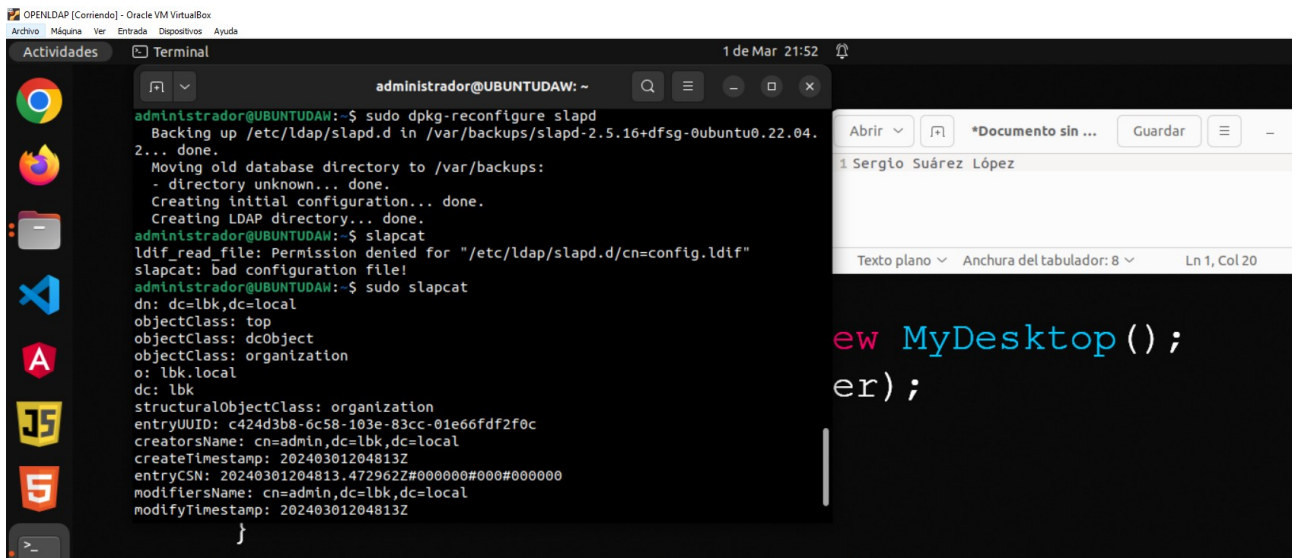 OPENLDAP [Corriendo] - Oracle VM VirtualBox
Archivo Máquina Ver Entrada Dispositivos Ayuda
Actividades Terminal 1 de Mar 21:52
administrador@UBUNTUDAW: ~
administrador@UBUNTUDAW:~$ sudo dpkg-reconfigure slapd
  Backing up /etc/ldap/slapd.d in /var/backups/slapd-2.5.16+dfsg-0ubuntu0.22.04.
2... done.
  Moving old database directory to /var/backups:
  - directory unknown... done.
  Creating initial configuration... done.
  Creating LDAP directory... done.
administrador@UBUNTUDAW:~$ slapcat
ldif_read_file: Permission denied for "/etc/ldap/slapd.d/cn=config.ldif"
slapcat: bad configuration file!
administrador@UBUNTUDAW:~$ sudo slapcat
dn: dc=lbk,dc=local
objectClass: top
objectClass: dcObject
objectClass: organization
o: lbk.local
dc: lbk
structuralObjectClass: organization
entryUUID: c424d3b8-6c58-103e-83cc-01e66fdf2f0c
creatorsName: cn=admin,dc=lbk,dc=local
createTimestamp: 20240301204813Z
entryCSN: 20240301204813.472962Z#000000#000#000000
modifiersName: cn=admin,dc=lbk,dc=local
modifyTimestamp: 20240301204813Z
Abrir *Documento sin ... Guardar
1 Sergio Suárez López
Texto plano Anchura del tabulador: 8 Ln 1, Col 20
ew MyDesktop();
er);
}
A
JS
5
>_